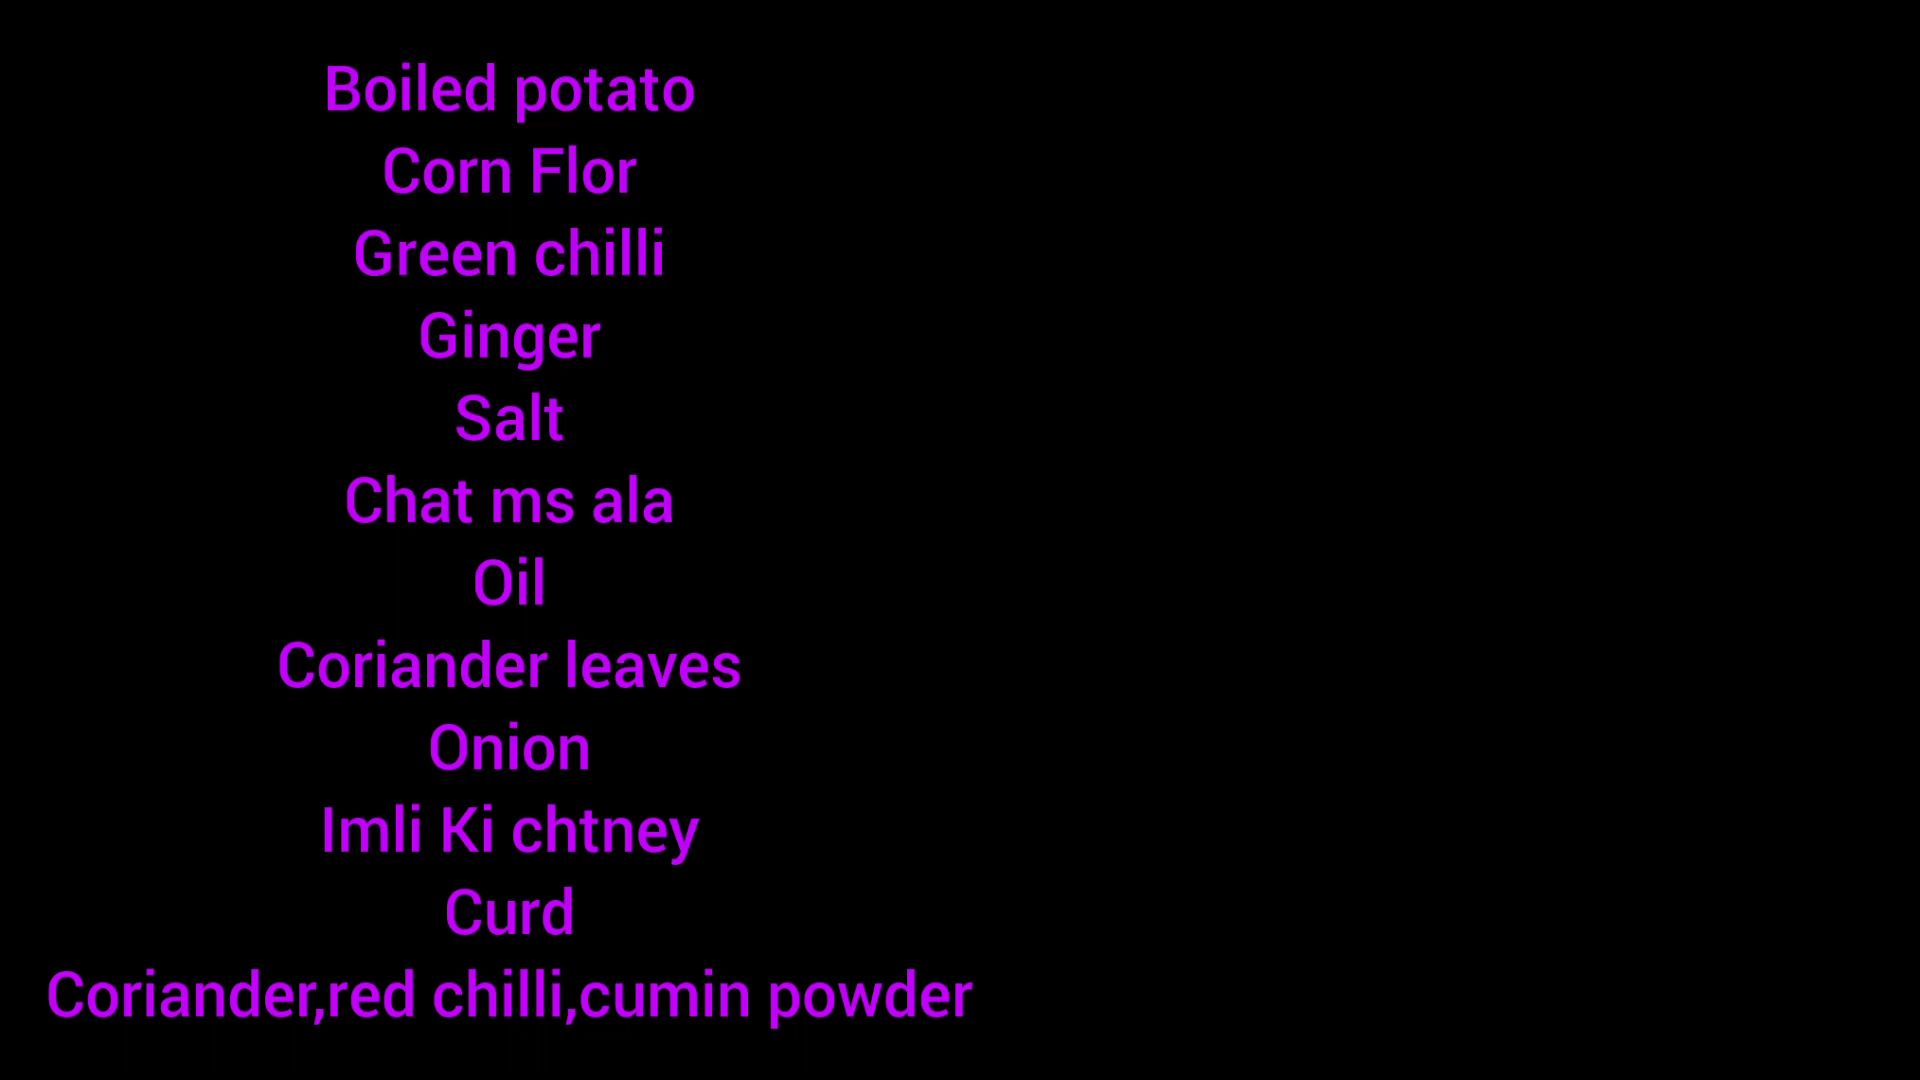 Boiled potato
Corn Flor
Green chilli
Ginger
Salt
Chat ms ala
Oil
Coriander leaves
Onion
Imli Ki chtney
Curd
Coriander,red chilli,cumin powder